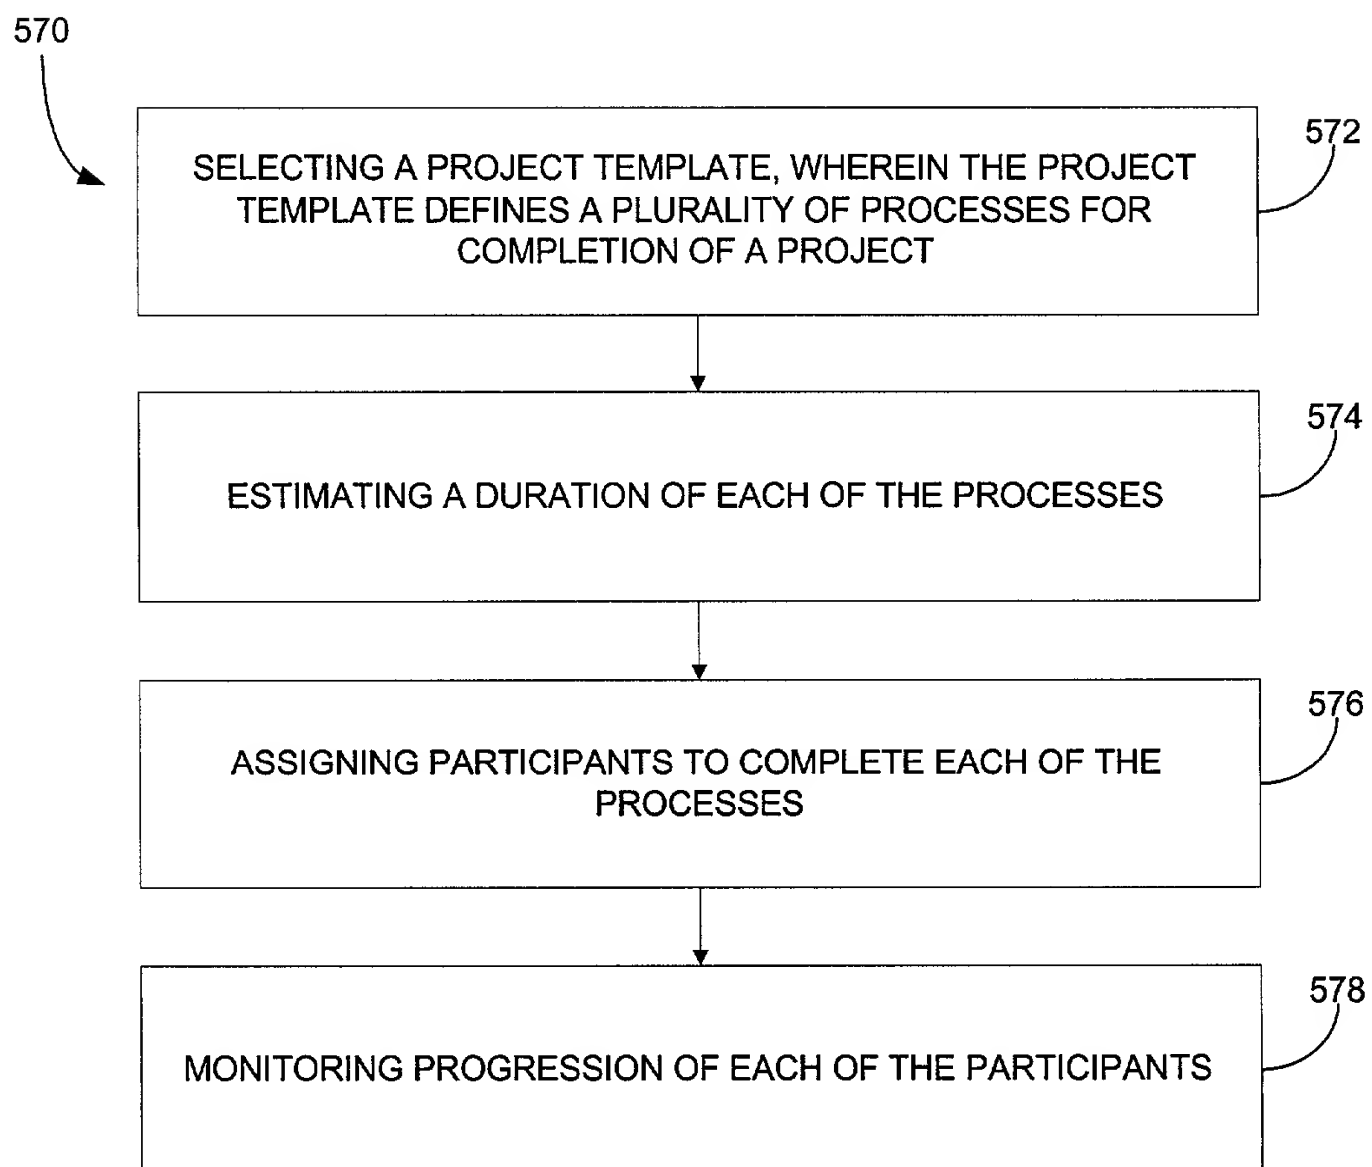 570
572
SELECTING A PROJECT TEMPLATE, WHEREIN THE PROJECT
TEMPLATE DEFINES A PLURALITY OF PROCESSES FOR
COMPLETION OF A PROJECT
574
ESTIMATING A DURATION OF EACH OF THE PROCESSES
576
ASSIGNING PARTICIPANTS TO COMPLETE EACH OF THE
PROCESSES
578
MONITORING PROGRESSION OF EACH OF THE PARTICIPANTS